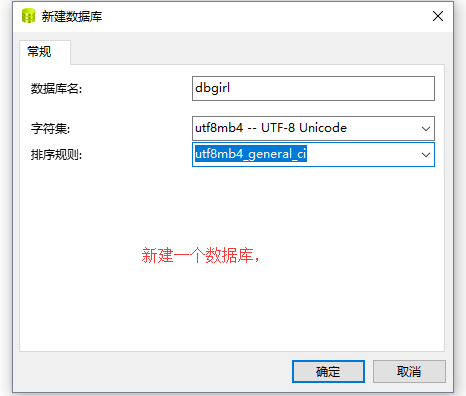 新建数据库
常规
数据库名: dbgirl
字符集: utf8mb4 -- UTF-8 Unicode
排序规则: utf8mb4_general_ci
新建一个数据库，
确定 取消